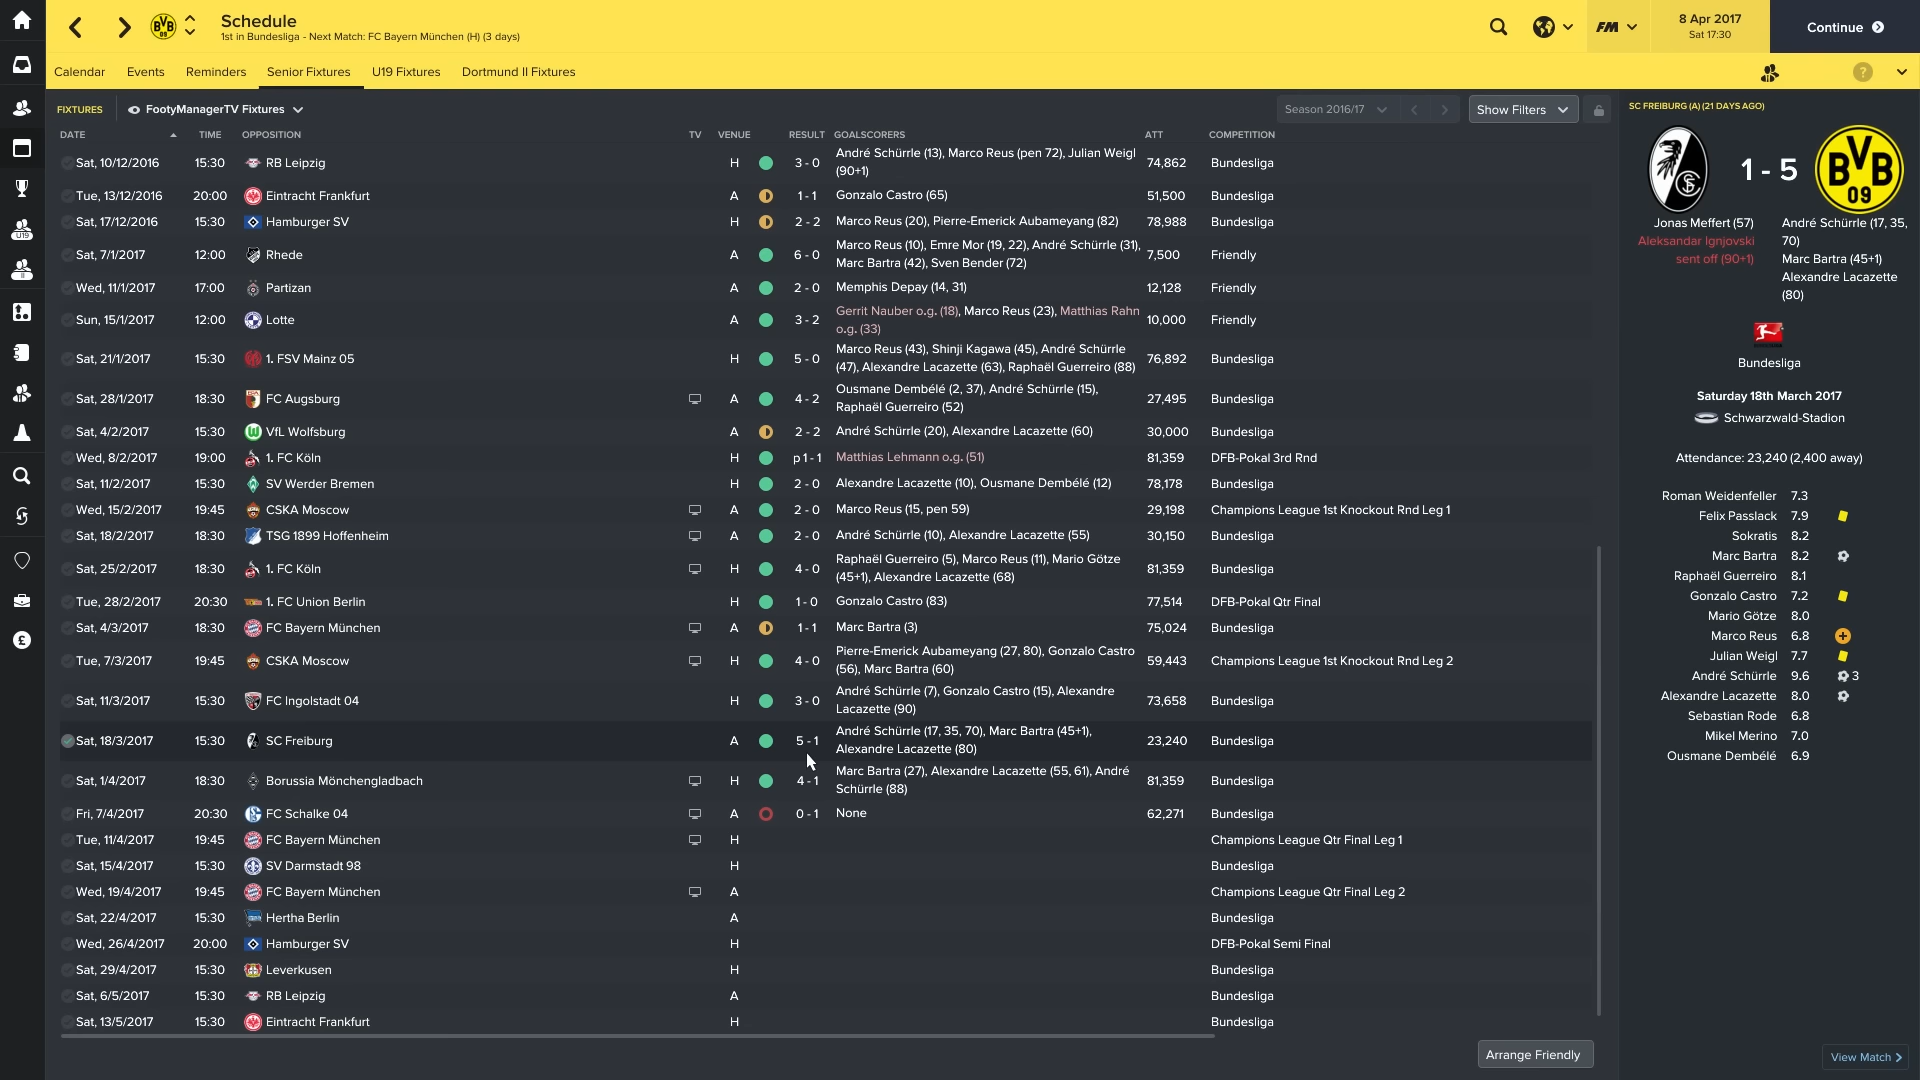 Schedule
1st in Bundesliga - Next Match: FC Bayern München (H) (3 days)
FM
8 Apr 2017
Sat 17:30
Continue
Calendar Events Reminders Senior Fixtures U19 Fixtures Dortmund II Fixtures
FIXTURES FootyManagerTV Fixtures Season 2016/17 Show Filters
DATE TIME OPPOSITION TV VENUE RESULT GOALSCORERS ATT COMPETITION
Sat, 10/12/2016 15:30 RB Leipzig H 3 - 0 André Schürrle (13), Marco Reus (pen 72), Julian Weigl
(90+1) 74,862 Bundesliga
Tue, 13/12/2016 20:00 Eintracht Frankfurt A 1 - 1 Gonzalo Castro (65) 51,500 Bundesliga
Sat, 17/12/2016 15:30 Hamburger SV H 2 - 2 Marco Reus (20), Pierre-Emerick Aubameyang (82) 78,988 Bundesliga
Sat, 7/1/2017 12:00 Rhede A 6 - 0 Marco Reus (10), Emre Mor (19, 22), André Schürrle (31),
Marc Bartra (42), Sven Bender (72) 7,500 Friendly
Wed, 11/1/2017 17:00 Partizan A 2 - 0 Memphis Depay (14, 31) 12,128 Friendly
Sun, 15/1/2017 12:00 Lotte A 3 - 2 Gerrit Nauber o.g. (18), Marco Reus (23), Matthias Rahn
o.g. (33) 10,000 Friendly
Sat, 21/1/2017 15:30 1. FSV Mainz 05 H 5 - 0 Marco Reus (43), Shinji Kagawa (45), André Schürrle
(47), Alexandre Lacazette (63), Raphaël Guerreiro (88) 76,892 Bundesliga
Sat, 28/1/2017 18:30 FC Augsburg A 4 - 2 Ousmane Dembélé (2, 37), André Schürrle (15),
Raphaël Guerreiro (52) 27,495 Bundesliga
Sat, 4/2/2017 15:30 VfL Wolfsburg A 2 - 2 André Schürrle (20), Alexandre Lacazette (60) 30,000 Bundesliga
Wed, 8/2/2017 19:00 1. FC Köln H p 1 - 1 Matthias Lehmann o.g. (51) 81,359 DFB-Pokal 3rd Rnd
Sat, 11/2/2017 15:30 SV Werder Bremen H 2 - 0 Alexandre Lacazette (10), Ousmane Dembélé (12) 78,178 Bundesliga
Wed, 15/2/2017 19:45 CSKA Moscow A 2 - 0 Marco Reus (15, pen 59) 29,198 Champions League 1st Knockout Rnd Leg 1
Sat, 18/2/2017 18:30 TSG 1899 Hoffenheim A 2 - 0 André Schürrle (10), Alexandre Lacazette (55) 30,150 Bundesliga
Sat, 25/2/2017 18:30 1. FC Köln H 4 - 0 Raphaël Guerreiro (5), Marco Reus (11), Mario Götze
(45+1), Alexandre Lacazette (68) 81,359 Bundesliga
Tue, 28/2/2017 20:30 1. FC Union Berlin H 1 - 0 Gonzalo Castro (83) 77,514 DFB-Pokal Qtr Final
Sat, 4/3/2017 18:30 FC Bayern München A 1 - 1 Marc Bartra (3) 75,024 Bundesliga
Tue, 7/3/2017 19:45 CSKA Moscow H 4 - 0 Pierre-Emerick Aubameyang (27, 80), Gonzalo Castro
(56), Marc Bartra (60) 59,443 Champions League 1st Knockout Rnd Leg 2
Sat, 11/3/2017 15:30 FC Ingolstadt 04 H 3 - 0 André Schürrle (7), Gonzalo Castro (15), Alexandre
Lacazette (90) 73,658 Bundesliga
Sat, 18/3/2017 15:30 SC Freiburg A 5 - 1 André Schürrle (17, 35, 70), Marc Bartra (45+1),
Alexandre Lacazette (80) 23,240 Bundesliga
Sat, 1/4/2017 18:30 Borussia Mönchengladbach H 4 - 1 Marc Bartra (27), Alexandre Lacazette (55, 61), André
Schürrle (88) 81,359 Bundesliga
Fri, 7/4/2017 20:30 FC Schalke 04 A 0 - 1 None 62,271 Bundesliga
Tue, 11/4/2017 19:45 FC Bayern München H Champions League Qtr Final Leg 1
Sat, 15/4/2017 15:30 SV Darmstadt 98 H Bundesliga
Wed, 19/4/2017 19:45 FC Bayern München A Champions League Qtr Final Leg 2
Sat, 22/4/2017 15:30 Hertha Berlin A Bundesliga
Wed, 26/4/2017 20:00 Hamburger SV H DFB-Pokal Semi Final
Sat, 29/4/2017 15:30 Leverkusen H Bundesliga
Sat, 6/5/2017 15:30 RB Leipzig A Bundesliga
Sat, 13/5/2017 15:30 Eintracht Frankfurt H Bundesliga
Arrange Friendly
SC FREIBURG (A) (21 DAYS AGO)
1 - 5
BVB
09
Jonas Meffert (57)
Aleksandar Ignjovski
sent off (90+1)
André Schürrle (17, 35,
70)
Marc Bartra (45+1)
Alexandre Lacazette
(80)
Bundesliga
Saturday 18th March 2017
Schwarzwald-Stadion
Attendance: 23,240 (2,400 away)
Roman Weidenfeller 7.3
Felix Passlack 7.9
Sokratis 8.2
Marc Bartra 8.2
Raphaël Guerreiro 8.1
Gonzalo Castro 7.2
Mario Götze 8.0
Marco Reus 6.8
Julian Weigl 7.7
André Schürrle 9.6 3
Alexandre Lacazette 8.0
Sebastian Rode 6.8
Mikel Merino 7.0
Ousmane Dembélé 6.9
View Match